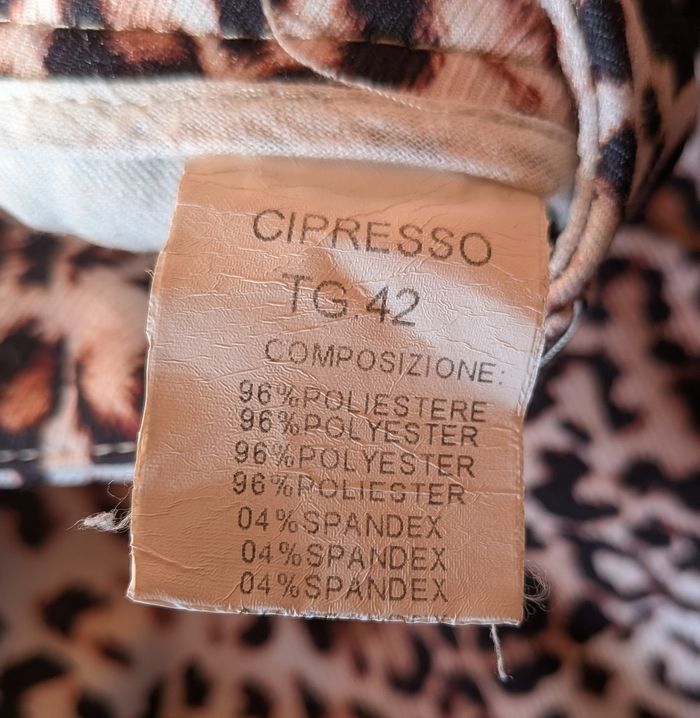 CIPRESSO
TG.42
COMPOSIZIONE:
96%POLIESTERE
96%POLYESTER
96%POLYESTER
96%POLIESTER
04%SPANDEX
04%SPANDEX
04%SPANDEX